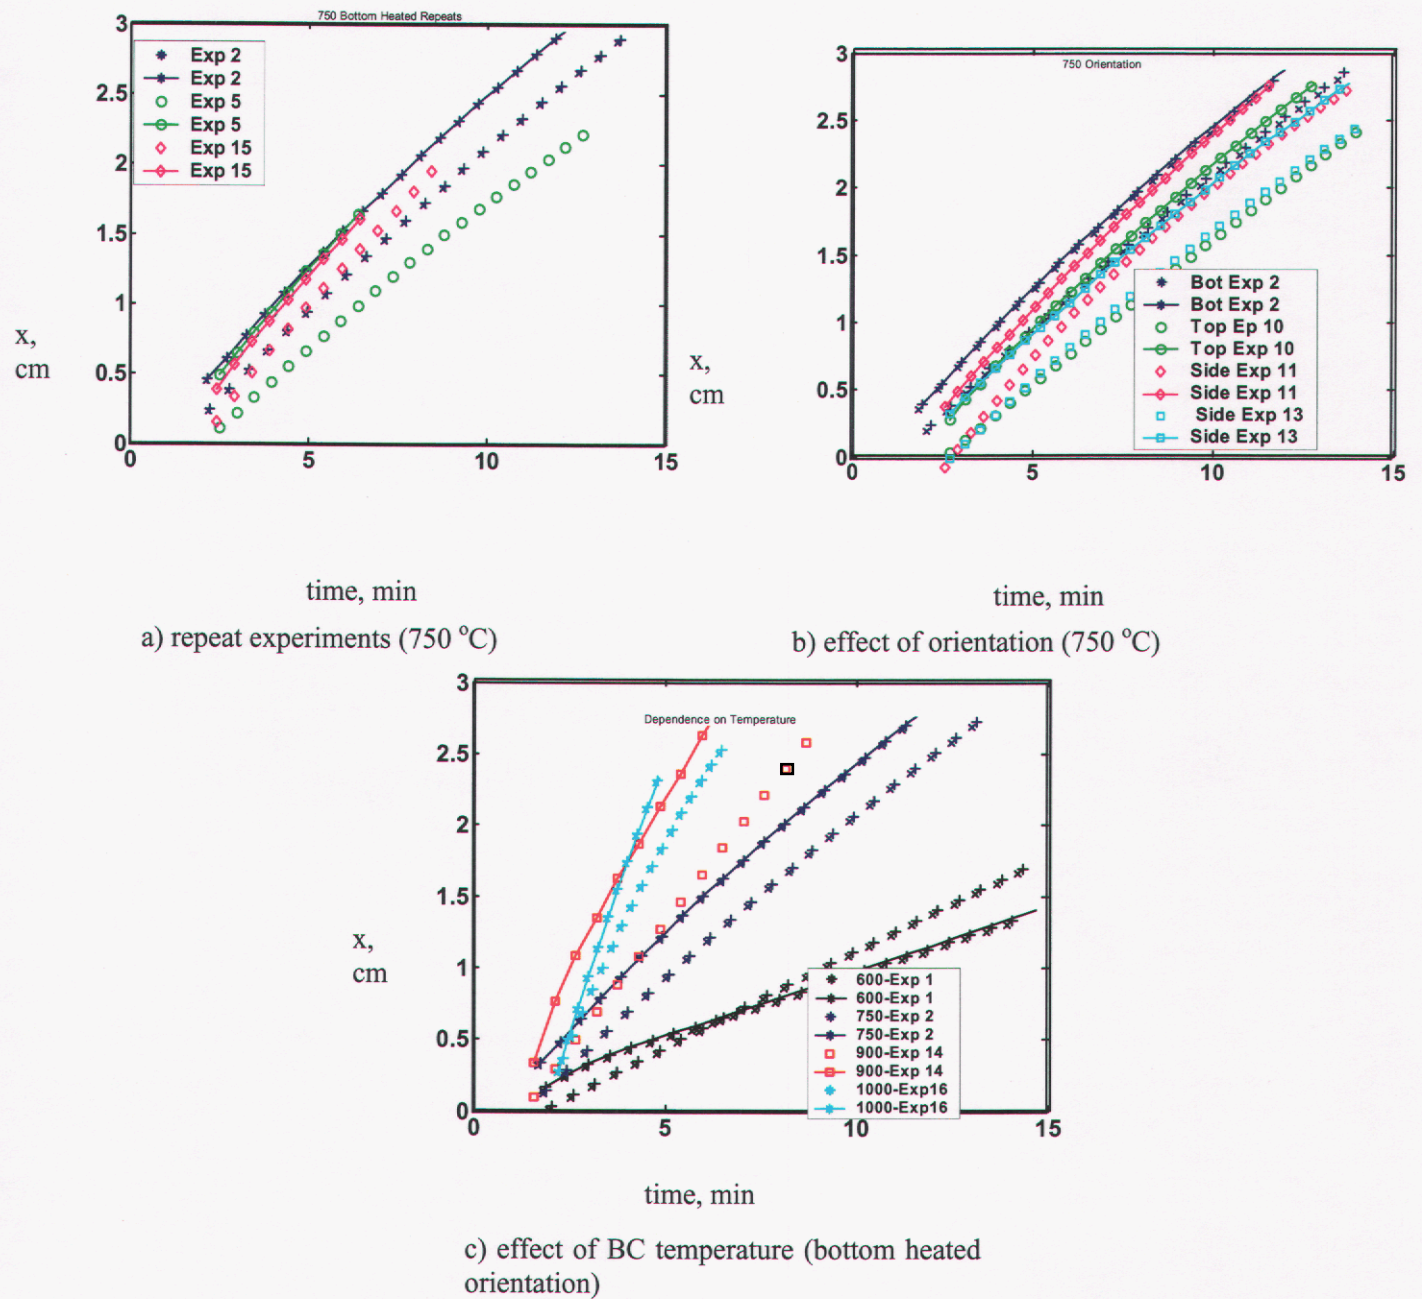 750 Bottom Heated Repeats
3
2.5
2
1.5
1
0.5
0
0
5
10
15
Exp 2
Exp 2
Exp 5
Exp 5
Exp 15
Exp 15
x,
cm
time, min
a) repeat experiments (750 °C)
750 Orientation
3
2.5
2
1.5
1
0.5
0
0
5
10
15
Bot Exp 2
Bot Exp 2
Top Ep 10
Top Exp 10
Side Exp 11
Side Exp 11
Side Exp 13
Side Exp 13
x,
cm
time, min
b) effect of orientation (750 °C)
Dependence on Temperature
3
2.5
2
1.5
1
0.5
0
0
5
10
15
600-Exp 1
600-Exp 1
750-Exp 2
750-Exp 2
900-Exp 14
900-Exp 14
1000-Exp16
1000-Exp16
x,
cm
time, min
c) effect of BC temperature (bottom heated
orientation)